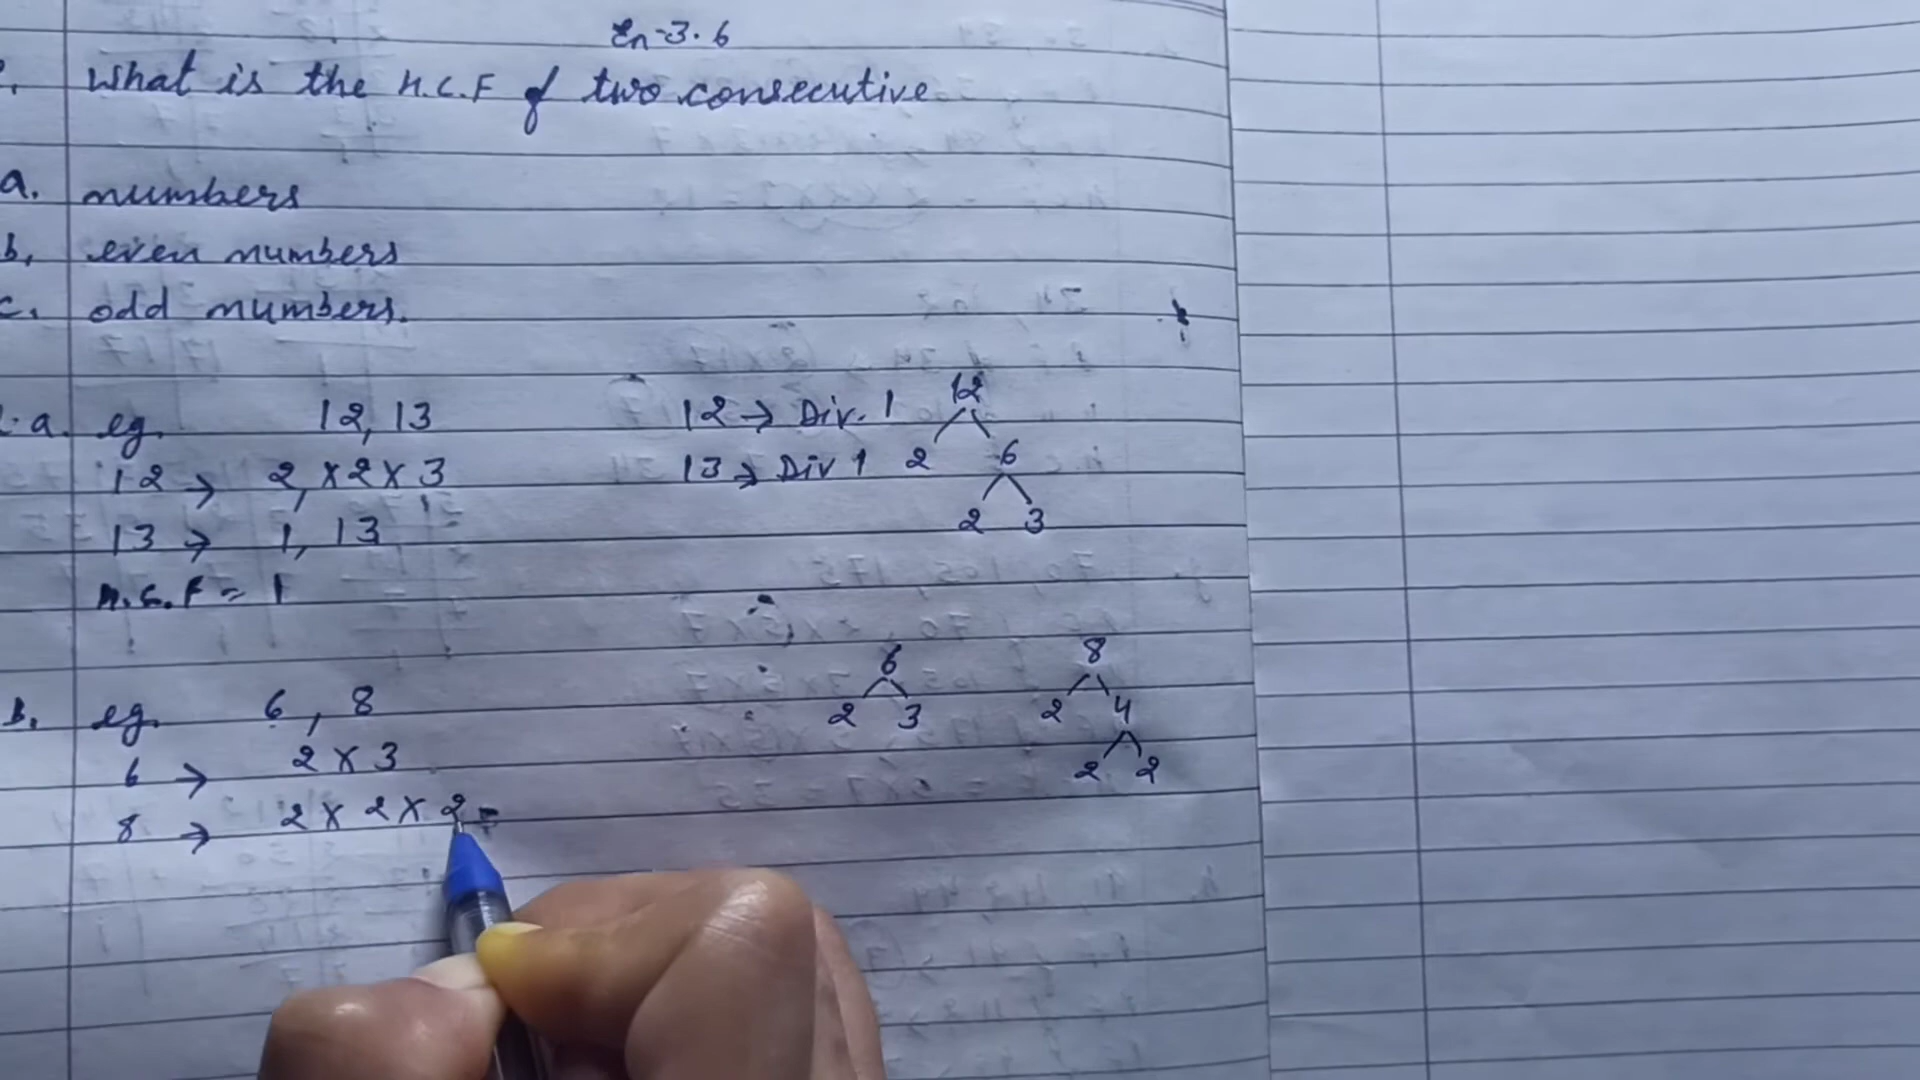 Ex-3.6
2. What is the H.C.F of two consecutive
a. numbers
b. even numbers
c. odd numbers.
a. eg. 12, 13
12 → 2, × 2 × 3
13 → 1, 13
H.C.F = 1
12 → Div. 1
13 → Div 1
12
2 6
2 3
b. eg. 6, 8
6 → 2 × 3
8 → 2 × 2 × 2
6
2 3
8
2 4
2 2